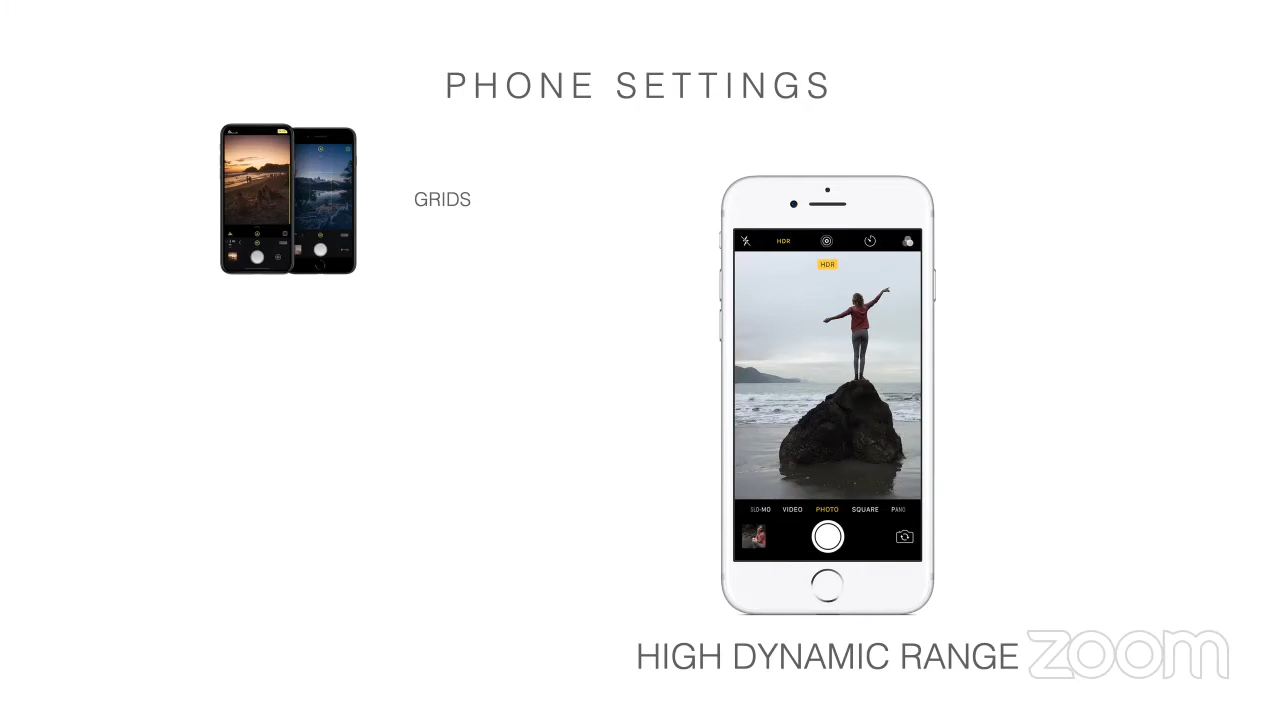 PHONE SETTINGS
GRIDS
HDR
HDR
SLO-MO VIDEO PHOTO SQUARE PANO
HIGH DYNAMIC RANGE
zoom